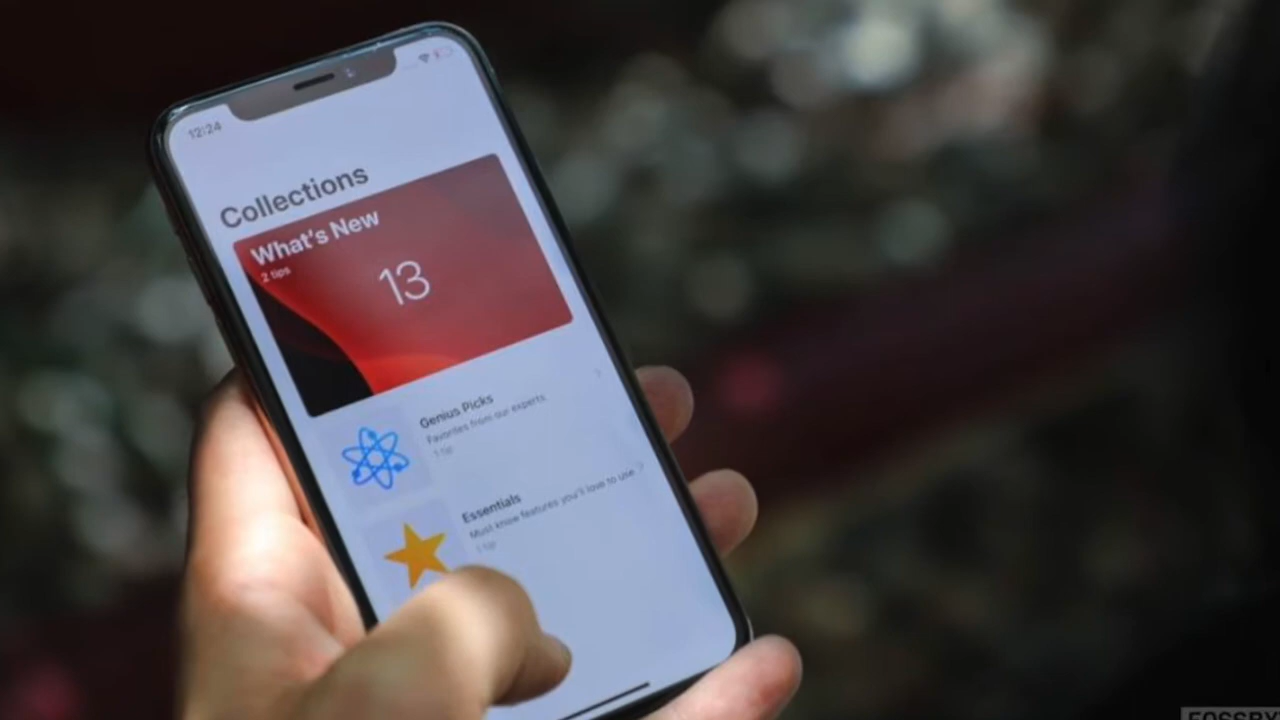 12:24
Collections
What's New
2 tips
13
Genius Picks
Favorites from our experts.
1 tip
Essentials
Must know features you'll love to use
1 tip